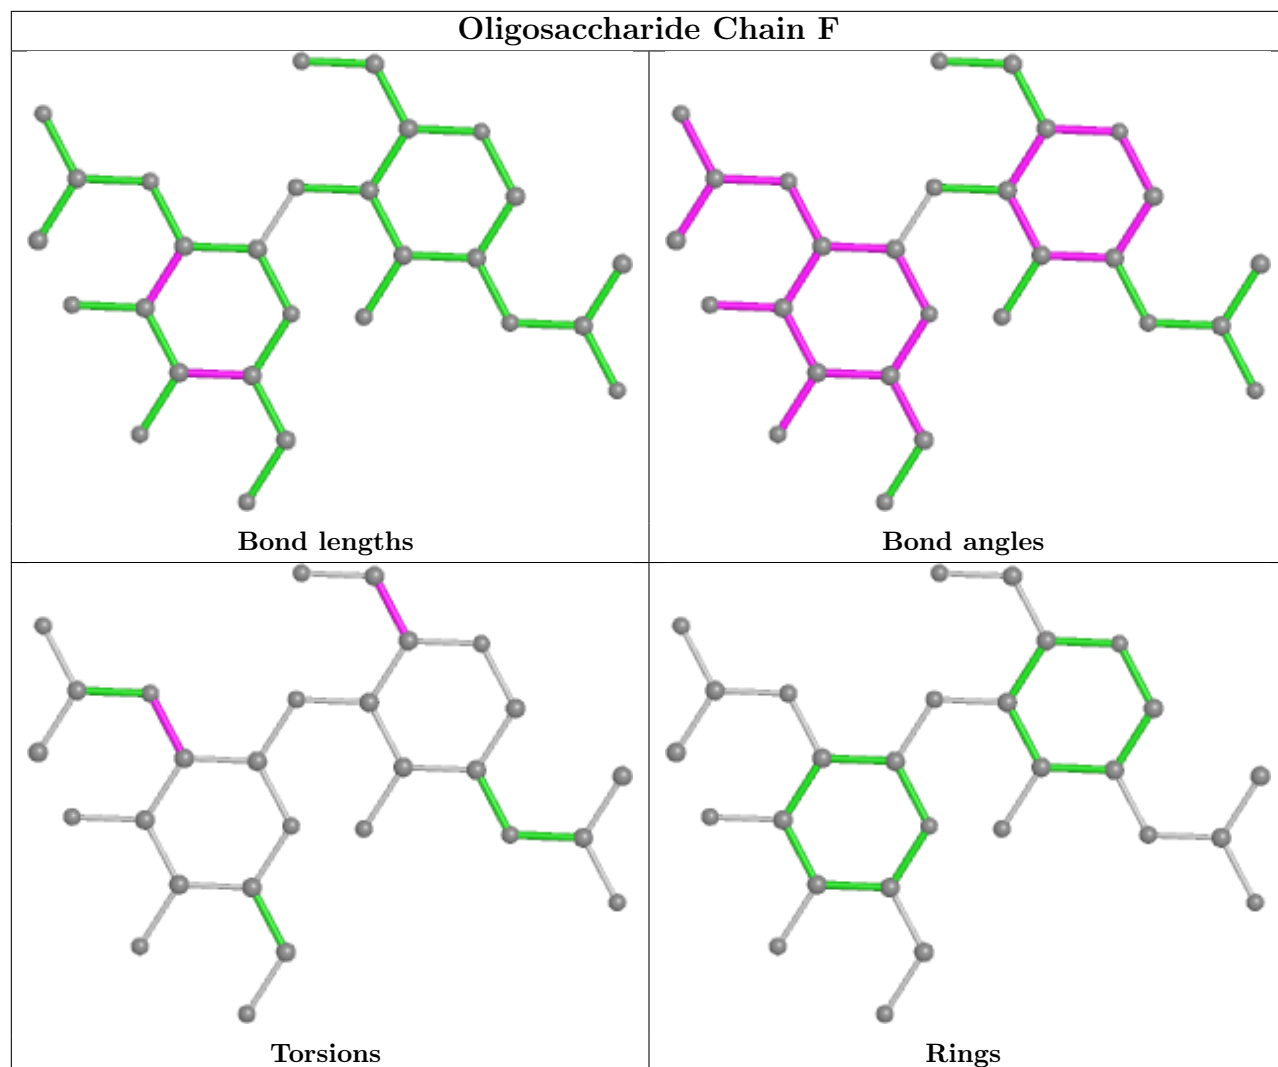 Oligosaccharide Chain F
Bond lengths
Bond angles
Torsions
Rings